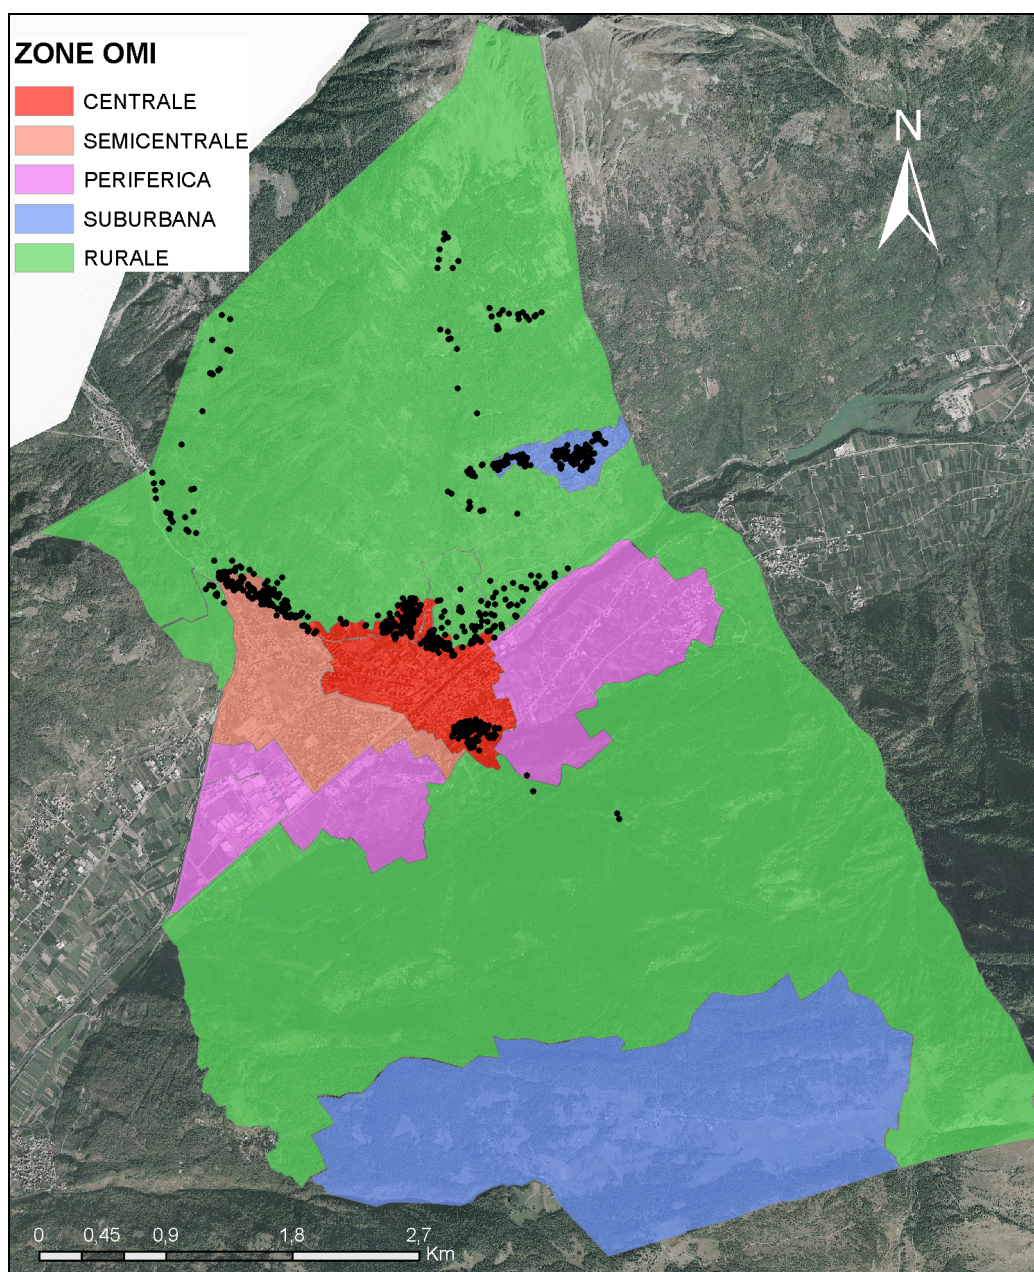 ZONE OMI
CENTRALE
SEMICENTRALE
PERIFERICA
SUBURBANA
RURALE
N
0 0,45 0,9 1,8 2,7
Km